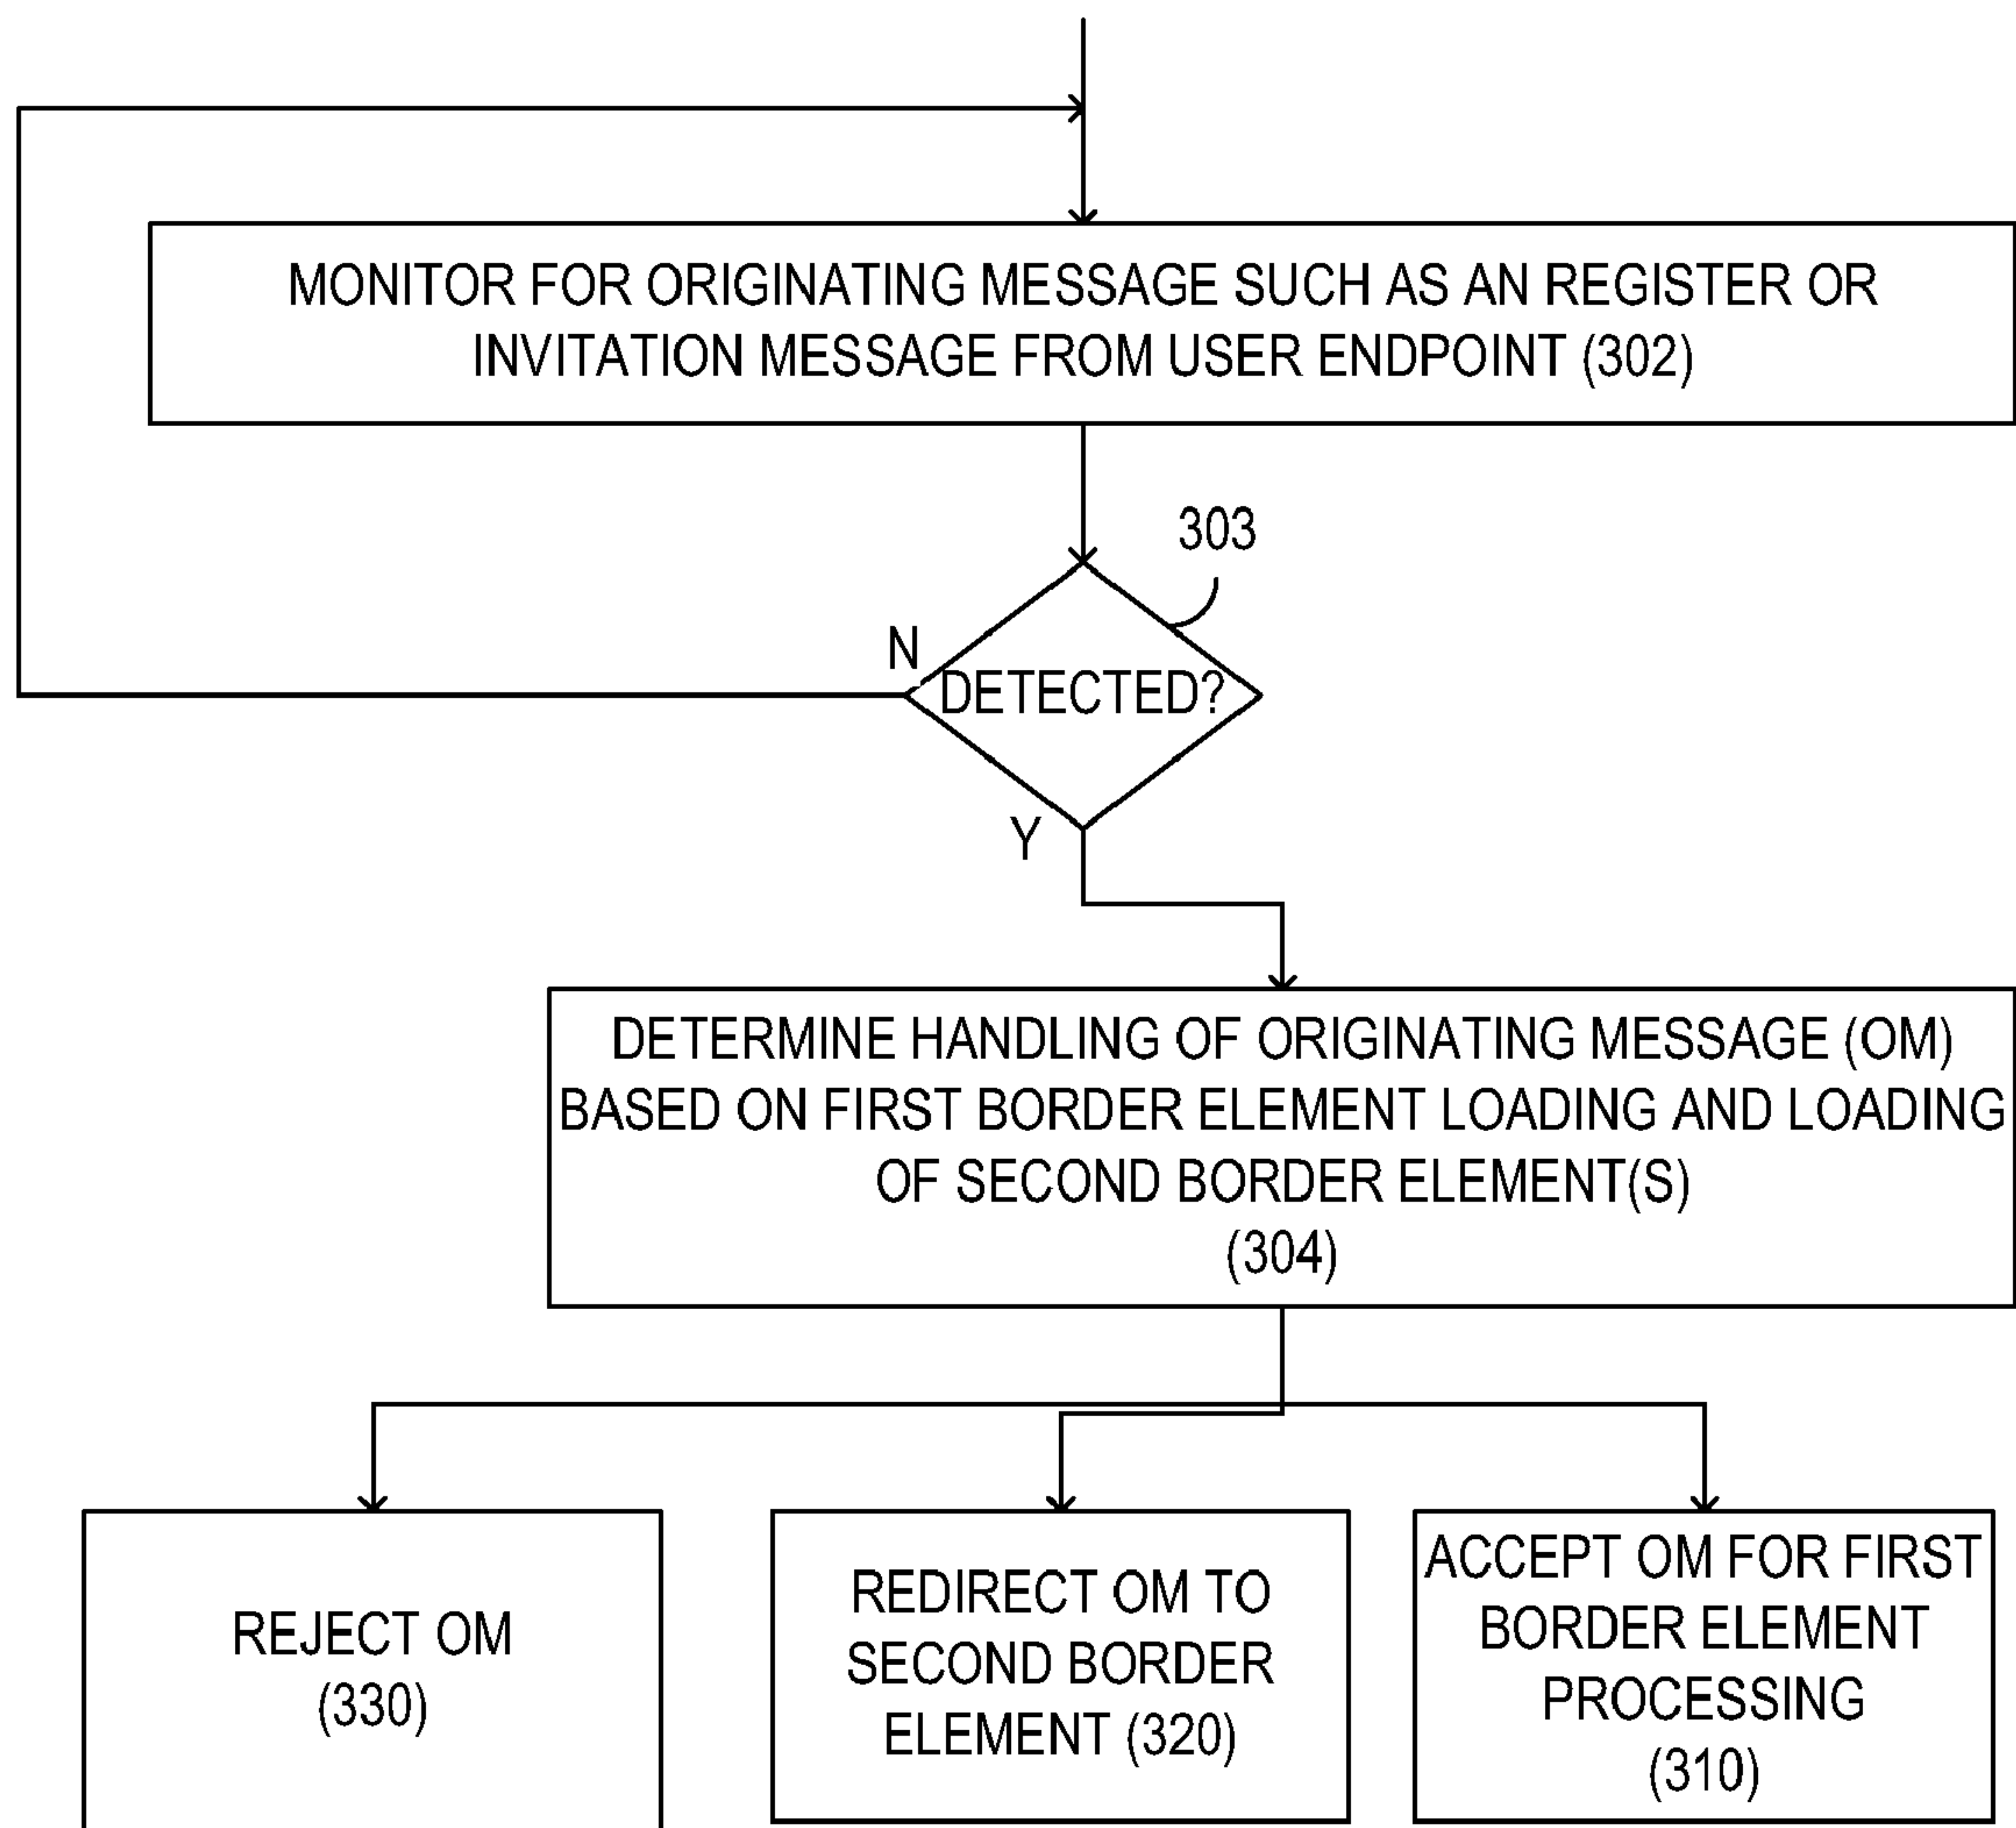 MONITOR FOR ORIGINATING MESSAGE SUCH AS AN REGISTER OR
INVITATION MESSAGE FROM USER ENDPOINT (302)
303
N
DETECTED?
Y
DETERMINE HANDLING OF ORIGINATING MESSAGE (OM)
BASED ON FIRST BORDER ELEMENT LOADING AND LOADING
OF SECOND BORDER ELEMENT(S)
(304)
REJECT OM
(330)
REDIRECT OM TO
SECOND BORDER
ELEMENT (320)
ACCEPT OM FOR FIRST
BORDER ELEMENT
PROCESSING
(310)